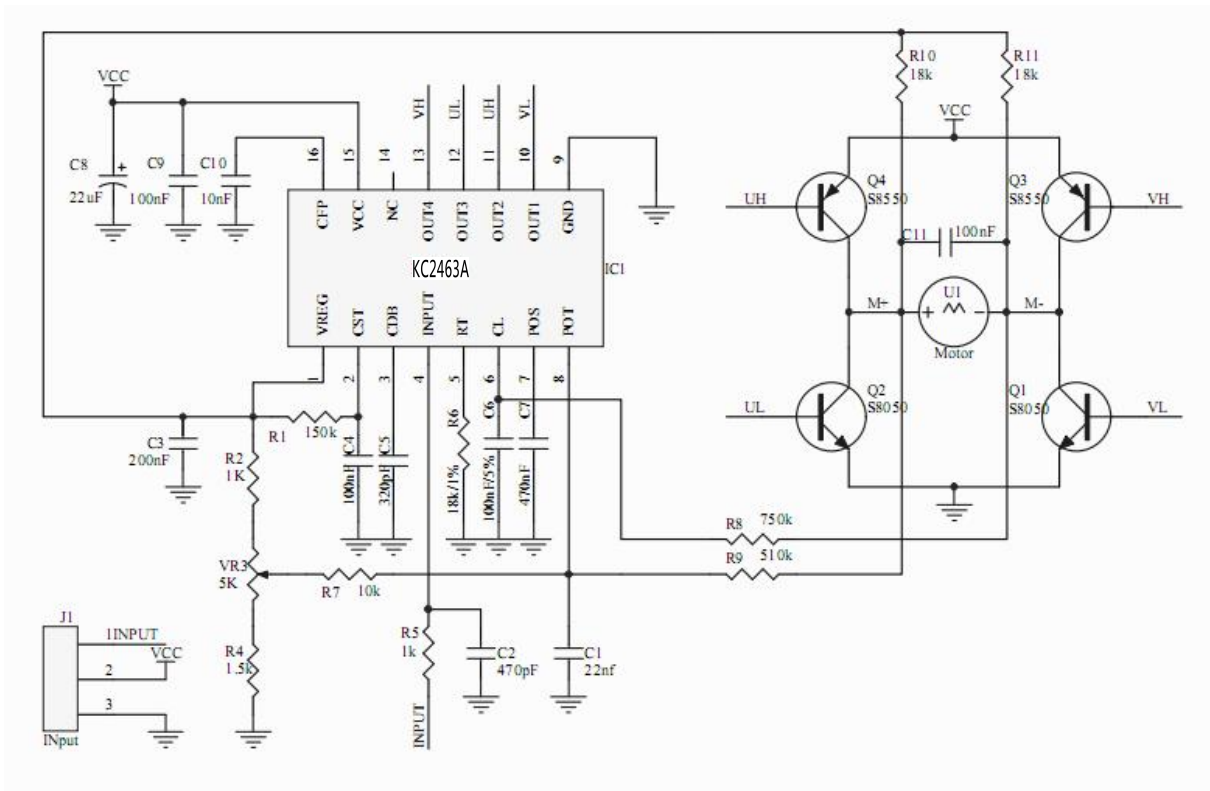 R10
18k
R11
18k
VCC
VCC
VH
UL
UH
VL
C8
22uF
+
C9
100nF
C10
10nF
16
15
14
13
12
11
10
9
CFP
VCC
NC
OUT4
OUT3
OUT2
OUT1
GND
KC2463A
IC1
VREG
CST
CDB
INPUT
RT
CL
POS
POT
1
2
3
4
5
6
7
8
UH
Q4
S8550
Q3
S8550
VH
C11
100nF
M+
U1
+
-
M-
Motor
UL
Q2
S8050
Q1
S8050
VL
C3
200nF
R1
150k
R2
1K
C4
100nF
C5
320pF
R6
18k/1%
C6
100nF/5%
C7
470nF
R8
750k
R9
510k
VR3
5K
R7
10k
R4
1.5k
R5
1k
C2
470pF
C1
22nf
INPUT
J1
1INPUT
VCC
2
3
INput